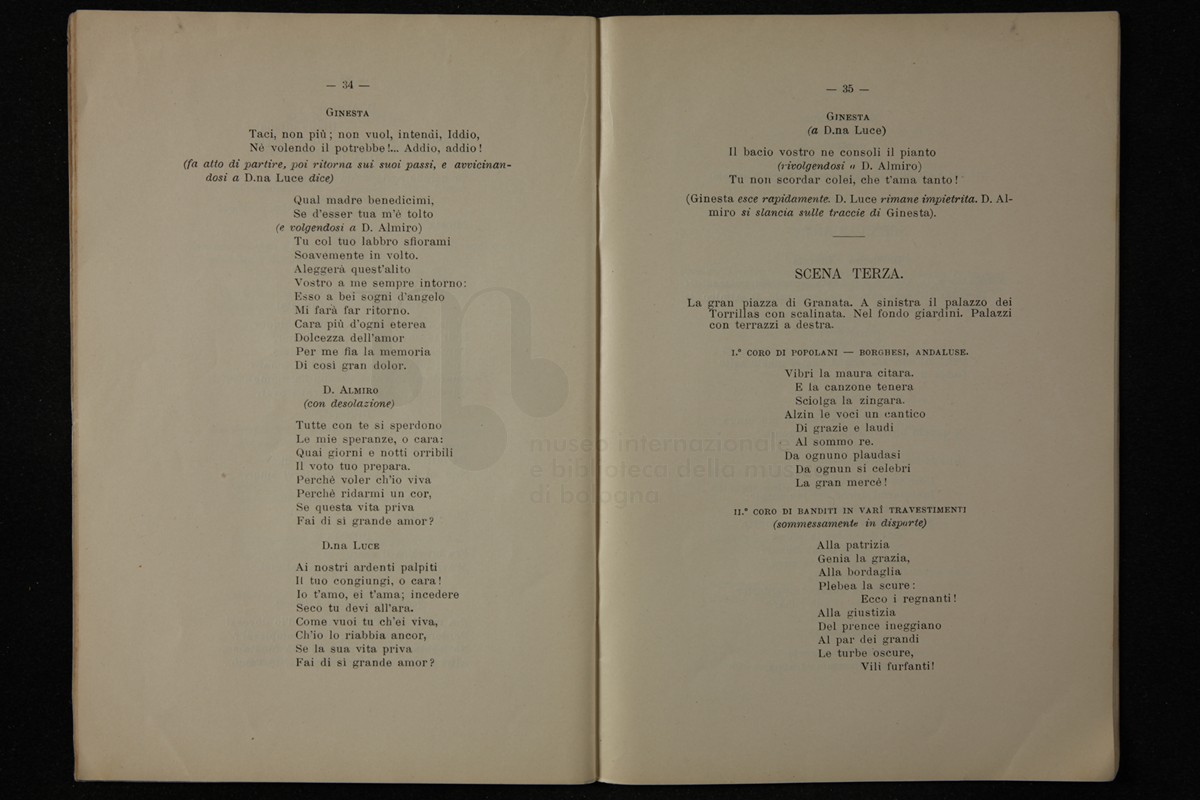 — 34 —
GINESTA
Taci, non più; non vuol, intendi, Iddio,
Nè volendo il potrebbe!... Addio, addio!
(fa atto di partire, poi ritorna sui suoi passi, e avvicinan-
dosi a D.na Luce dice)
Qual madre benedicimi,
Se d'esser tua m'è tolto
(e volgendosi a D. Almiro)
Tu col tuo labbro sfiorami
Soavemente in volto.
Aleggerà quest'alito
Vostro a me sempre intorno:
Esso a bei sogni d'angelo
Mi farà far ritorno.
Cara più d'ogni eterea
Dolcezza dell'amor
Per me fia la memoria
Di così gran dolor.
D. ALMIRO
(con desolazione)
Tutte con te si sperdono
Le mie speranze, o cara:
Quai giorni e notti orribili
Il voto tuo prepara.
Perchè voler ch'io viva
Perchè ridarmi un cor,
Se questa vita priva
Fai di sì grande amor?
D.na LUCE
Ai nostri ardenti palpiti
Il tuo congiungi, o cara!
Io t'amo, ei t'ama; incedere
Seco tu devi all'ara.
Come vuoi tu ch'ei viva,
Ch'io lo riabbia ancor,
Se la sua vita priva
Fai di sì grande amor?
— 35 —
GINESTA
(a D.na Luce)
Il bacio vostro ne consoli il pianto
(rivolgendosi a D. Almiro)
Tu non scordar colei, che t'ama tanto!
(Ginesta esce rapidamente. D. Luce rimane impietrita. D. Al-
miro si slancia sulle traccie di Ginesta).
SCENA TERZA.
La gran piazza di Granata. A sinistra il palazzo dei
Torrillas con scalinata. Nel fondo giardini. Palazzi
con terrazzi a destra.
I.° CORO DI POPOLANI — BORGHESI, ANDALUSE.
Vibri la maura citara.
E la canzone tenera
Sciolga la zingara.
Alzin le voci un cantico
Di grazie e laudi
Al sommo re.
Da ognuno plaudasi
Da ognun si celebri
La gran mercé!
II.° CORO DI BANDITI IN VARÎ TRAVESTIMENTI
(sommessamente in disparte)
Alla patrizia
Genia la grazia,
Alla bordaglia
Plebea la scure:
Ecco i regnanti!
Alla giustizia
Del prence ineggiano
Al par dei grandi
Le turbe oscure,
Vili furfanti!
museo internazionale
e biblioteca della mus
di bologna